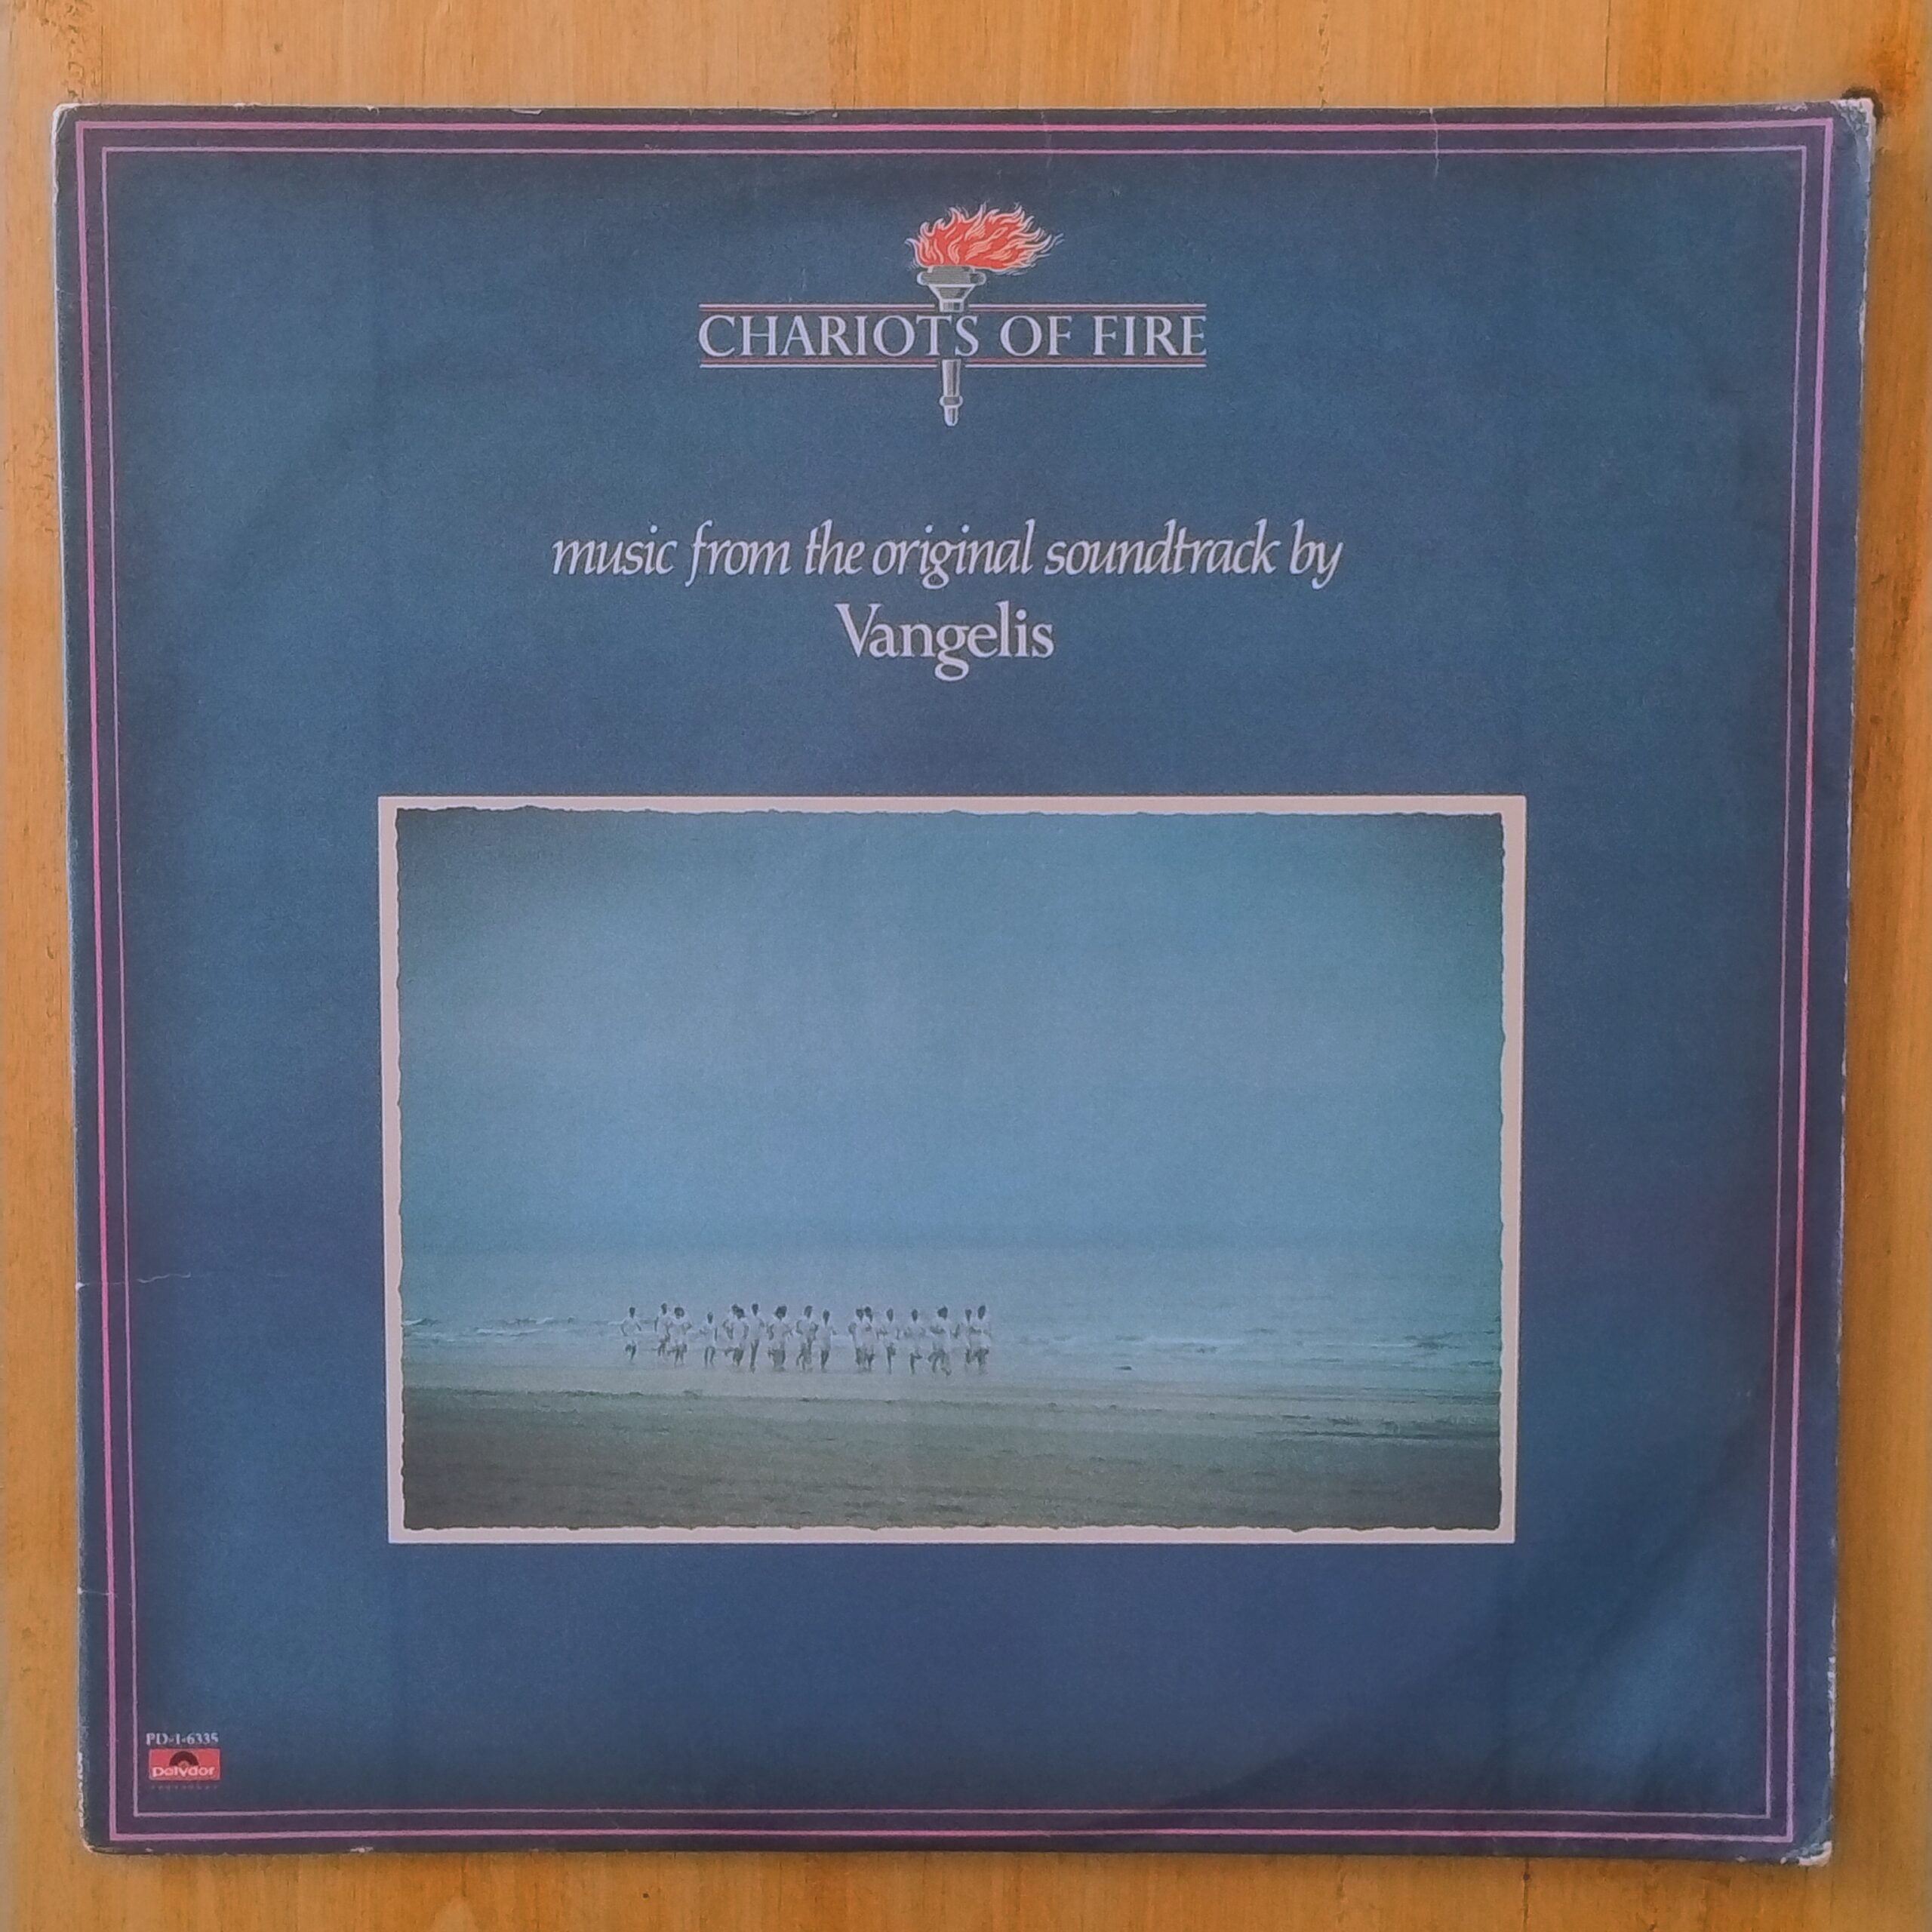 CHARIOTS OF FIRE
music from the original soundtrack by
Vangelis
PD-1-6335
polydor